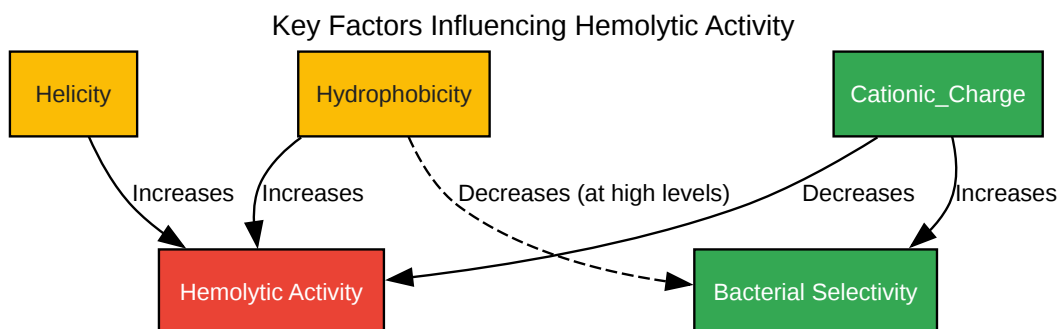 Key Factors Influencing Hemolytic Activity
Helicity
Hydrophobicity
Cationic_Charge
Increases
Increases
Decreases (at high levels)
Decreases
Increases
Hemolytic Activity
Bacterial Selectivity